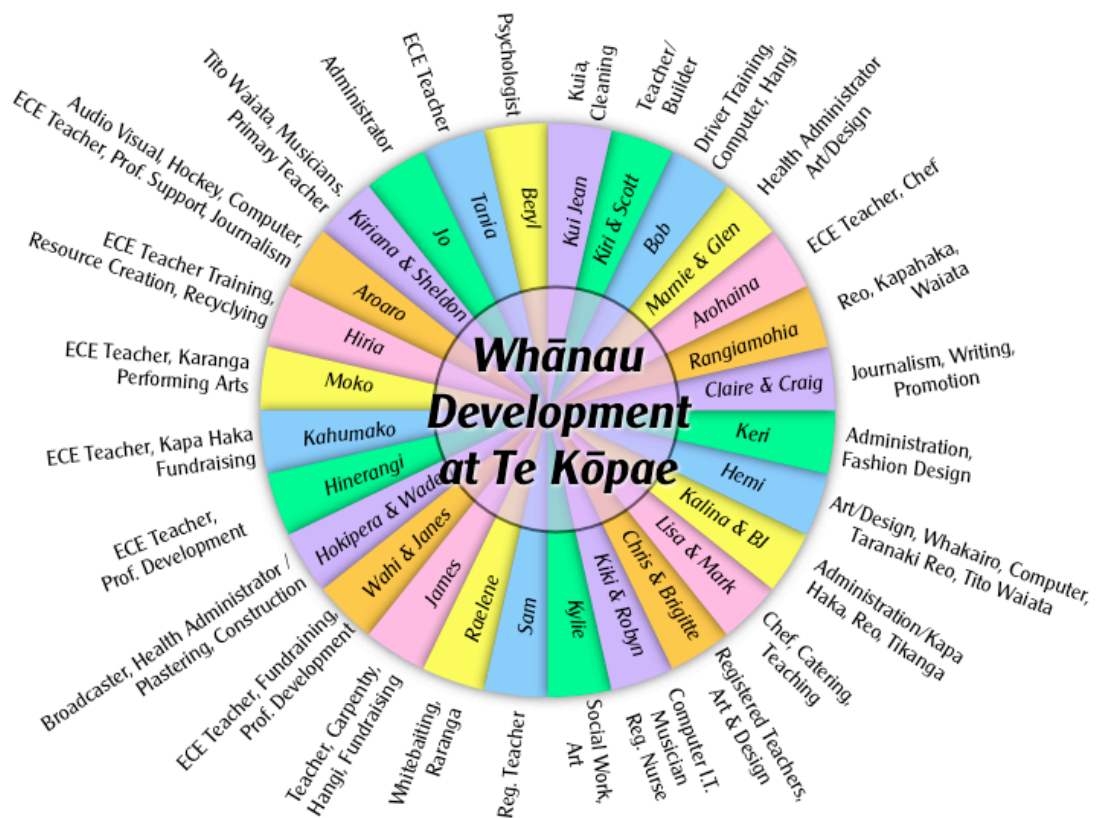 Whānau
Development
at Te Kōpae
Kui Jean
Kuia,
Cleaning
Kiri & Scott
Teacher/
Builder
Bob
Driver Training,
Computer, Hangi
Marnie & Glen
Health Administrator
Art/Design
Arohaina
ECE Teacher, Chef
Rangiamohia
Reo, Kapahaka,
Waiata
Claire & Craig
Journalism, Writing,
Promotion
Keri
Administration,
Fashion Design
Hemi
Art/Design, Whakairo, Computer,
Taranaki Reo, Tito Waiata
Kalina & BJ
Administration/Kapa
Haka, Reo, Tikanga
Lisa & Mark
Chef, Catering,
Teaching
Chris & Brigitte
Registered Teachers,
Art & Design
Kiki & Robyn
Computer I.T.
Musician
Reg. Nurse
Kylie
Social Work,
Art
Sam
Reg. Teacher
Raelene
Whitebaiting,
Raranga
James
Teacher, Carpentry,
Hangi, Fundraising
Wahi & Janes
ECE Teacher, Fundraising,
Prof. Development
Hokipera & Wade
Broadcaster, Health Administrator /
Plastering, Construction
Hinerangi
ECE Teacher,
Prof. Development
Kahumako
ECE Teacher, Kapa Haka
Fundraising
Moko
ECE Teacher, Karanga
Performing Arts
Hiria
ECE Teacher Training,
Resource Creation, Recyclying
Aroaro
Audio Visual, Hockey, Computer,
ECE Teacher, Prof. Support, Journalism
Kiriana & Sheldon
Tito Waiata, Musicians.
Primary Teacher
Jo
Administrator
Tania
ECE Teacher
Beryl
Psychologist